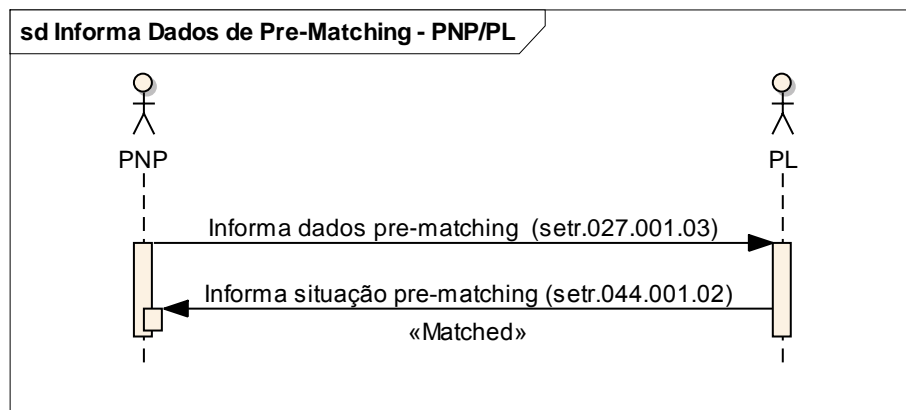 sd Informa Dados de Pre-Matching - PNP/PL
PNP
PL
Informa dados pre-matching (setr.027.001.03)
Informa situação pre-matching (setr.044.001.02)
«Matched»